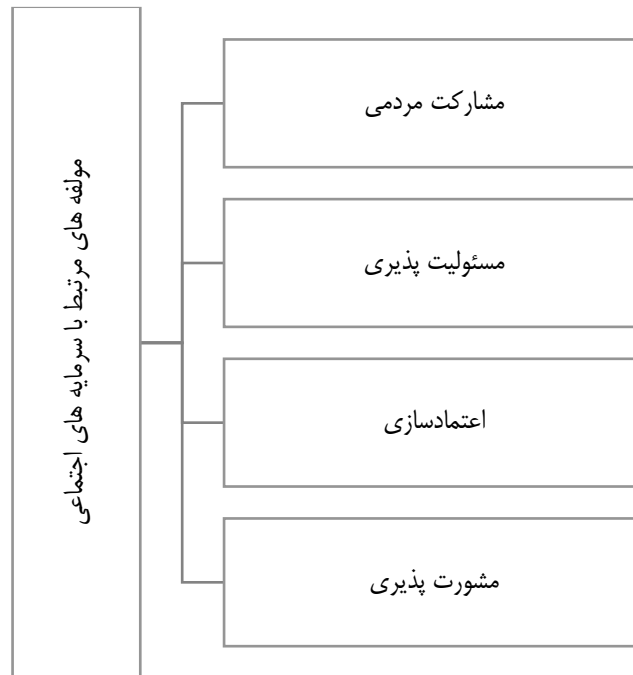 مولفه های مرتبط با سرمایه های اجتماعی
مشارکت مردمی
مسئولیت پذیری
اعتمادسازی
مشورت پذیری